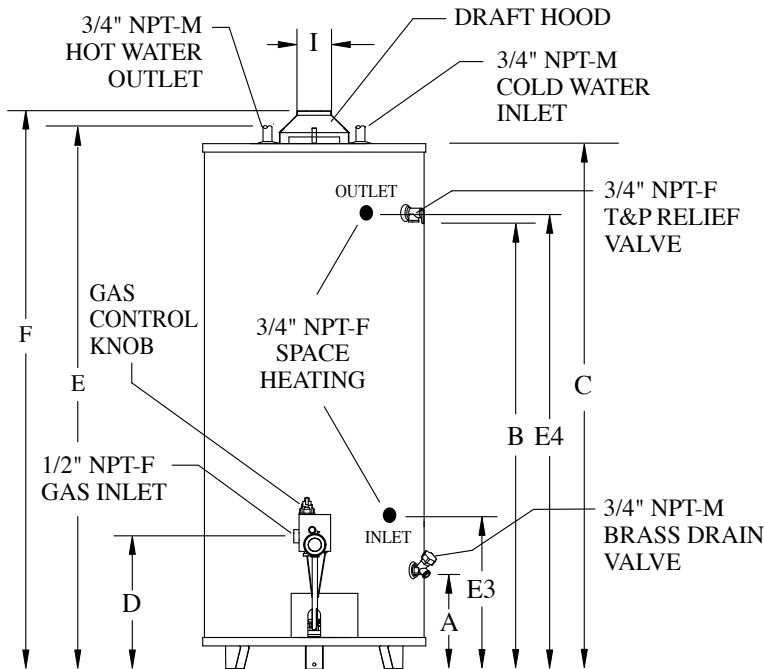 3/4" NPT-M
HOT WATER
OUTLET
I
DRAFT HOOD
3/4" NPT-M
COLD WATER
INLET
OUTLET
3/4" NPT-F
T&P RELIEF
VALVE
GAS
CONTROL
KNOB
3/4" NPT-F
SPACE
HEATING
F
E
C
B
E4
1/2" NPT-F
GAS INLET
INLET
3/4" NPT-M
BRASS DRAIN
VALVE
D
E3
A